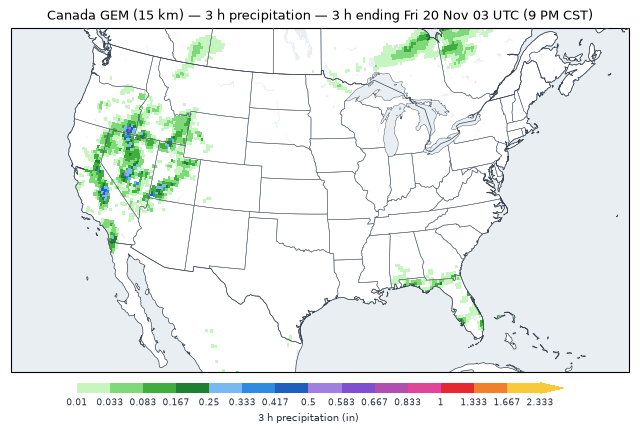 Canada GEM (15 km) — 3 h precipitation — 3 h ending Fri 20 Nov 03 UTC (9 PM CST)
0.01 0.033 0.083 0.167 0.25 0.333 0.417 0.5 0.583 0.667 0.833 1 1.333 1.667 2.333
3 h precipitation (in)